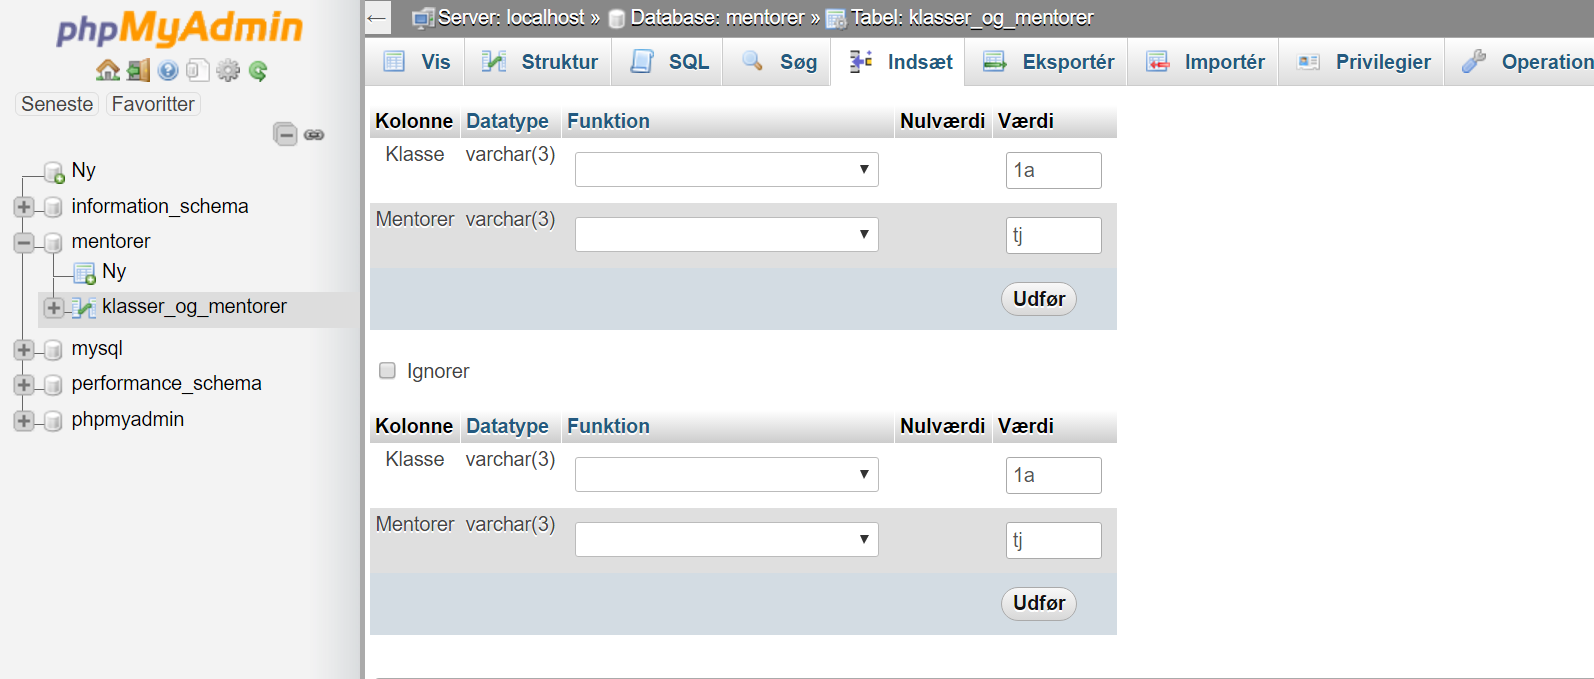 phpMyAdmin
Seneste Favoritter
Ny
information_schema
mentorer
Ny
klasser_og_mentorer
mysql
performance_schema
phpmyadmin
← Server: localhost » Database: mentorer » Tabel: klasser_og_mentorer
Vis Struktur SQL Søg Indsæt Eksportér Importér Privilegier Operation
Kolonne Datatype Funktion Nulværdi Værdi
Klasse varchar(3) 1a
Mentorer varchar(3) tj
Udfør
Ignorer
Kolonne Datatype Funktion Nulværdi Værdi
Klasse varchar(3) 1a
Mentorer varchar(3) tj
Udfør